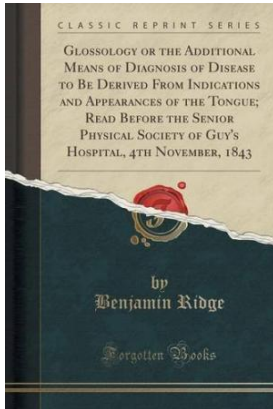 CLASSIC REPRINT SERIES
GLOSSOLOGY OR THE ADDITIONAL
MEANS OF DIAGNOSIS OF DISEASE
TO BE DERIVED FROM INDICATIONS
AND APPEARANCES OF THE TONGUE;
READ BEFORE THE SENIOR
PHYSICAL SOCIETY OF GUY'S
HOSPITAL, 4TH NOVEMBER, 1843
by
Benjamin Ridge
Forgotten Books